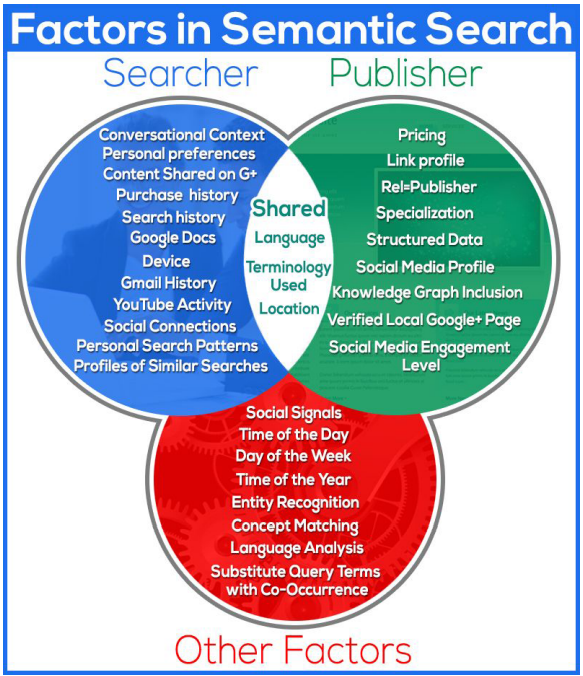 Factors in Semantic Search
Searcher
Publisher
Conversational Context
Personal preferences
Content Shared on G+
Purchase history
Search history
Google Docs
Device
Gmail History
YouTube Activity
Social Connections
Personal Search Patterns
Profiles of Similar Searches
Shared
Language
Terminology
Used
Location
Pricing
Link profile
Rel=Publisher
Specialization
Structured Data
Social Media Profile
Knowledge Graph Inclusion
Verified Local Google+ Page
Social Media Engagement
Level
Social Signals
Time of the Day
Day of the Week
Time of the Year
Entity Recognition
Concept Matching
Language Analysis
Substitute Query Terms
with Co-Occurrence
Other Factors